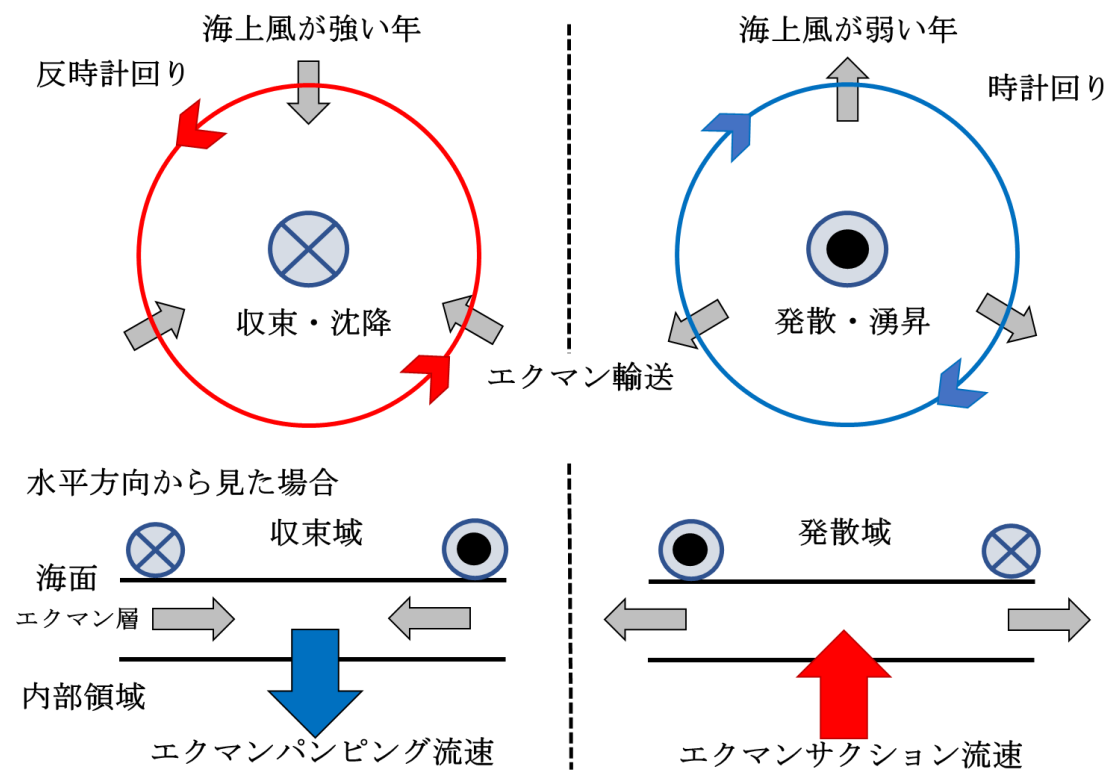 海上風が強い年
反時計回り
収束・沈降
海上風が弱い年
時計回り
発散・湧昇
エクマン輸送
水平方向から見た場合
収束域
海面
エクマン層
内部領域
エクマンパンピング流速
発散域
エクマンサクション流速